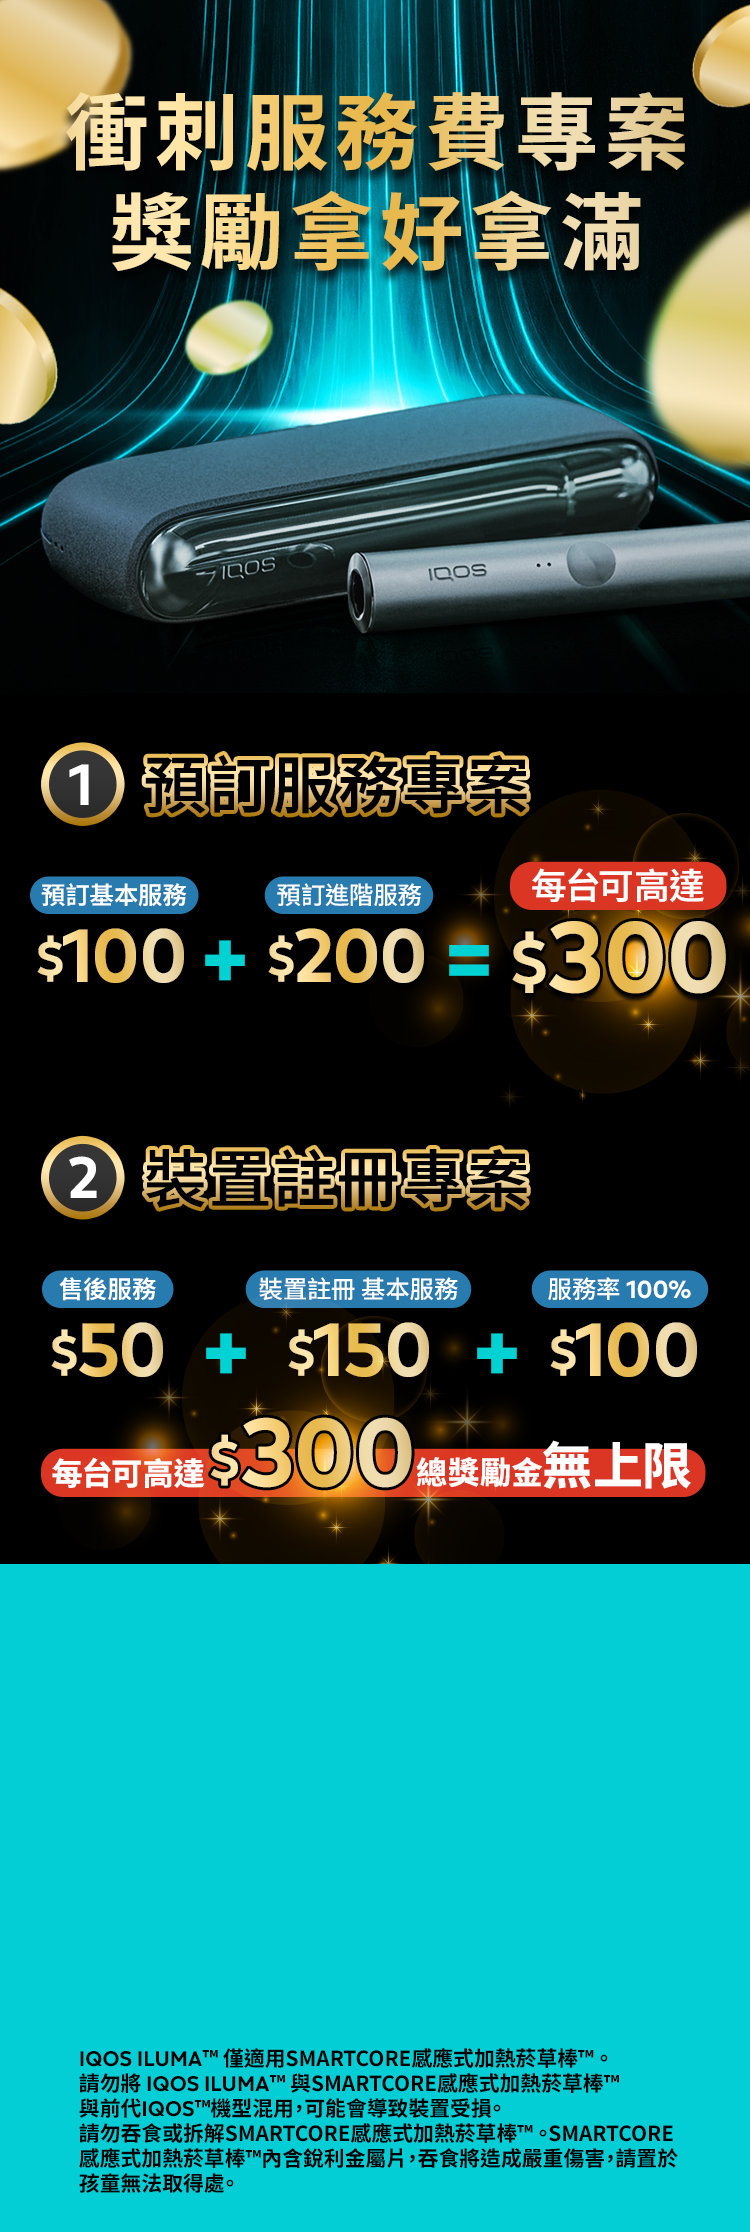 衝刺服務費專案
獎勵拿好拿滿
IQOS
IQOS
1 預訂服務專案
預訂基本服務 預訂進階服務 每台可高達
$100 + $200 = $300
2 裝置註冊專案
售後服務 裝置註冊 基本服務 服務率 100%
$50 + $150 + $100
每台可高達$300總獎勵金無上限
IQOS ILUMA™ 僅適用SMARTCORE感應式加熱菸草棒™。
請勿將 IQOS ILUMA™ 與SMARTCORE感應式加熱菸草棒™
與前代IQOS™機型混用,可能會導致裝置受損。
請勿吞食或拆解SMARTCORE感應式加熱菸草棒™。SMARTCORE
感應式加熱菸草棒™內含銳利金屬片,吞食將造成嚴重傷害,請置於
孩童無法取得處。